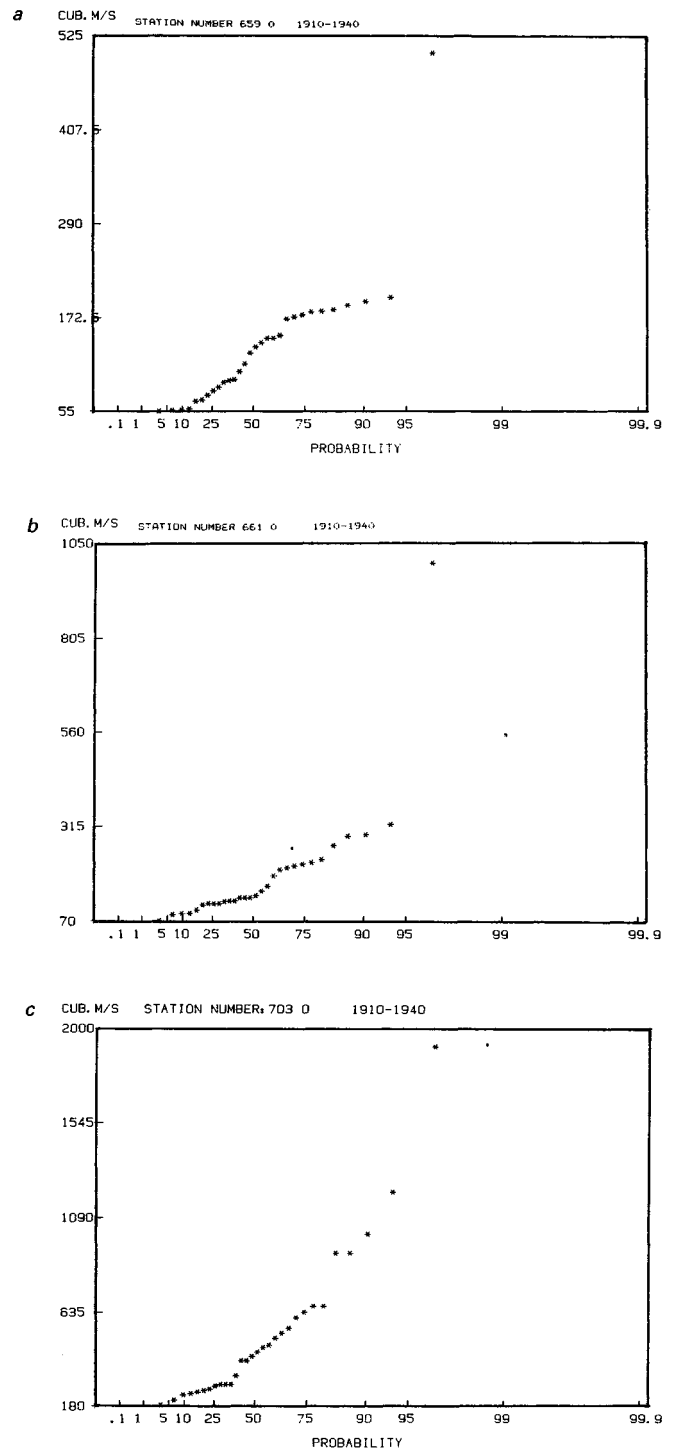 a CUB. M/S STATION NUMBER 659 0 1910-1940
525
407.5
290
172.5
55
.1 1 5 10 25 50 75 90 95 99 99.9
PROBABILITY
b CUB. M/S STATION NUMBER 661 0 1910-1940
1050
805
560
315
70
.1 1 5 10 25 50 75 90 95 99 99.9
c CUB. M/S STATION NUMBER: 703 0 1910-1940
2000
1545
1090
635
180
.1 1 5 10 25 50 75 90 95 99 99.9
PROBABILITY